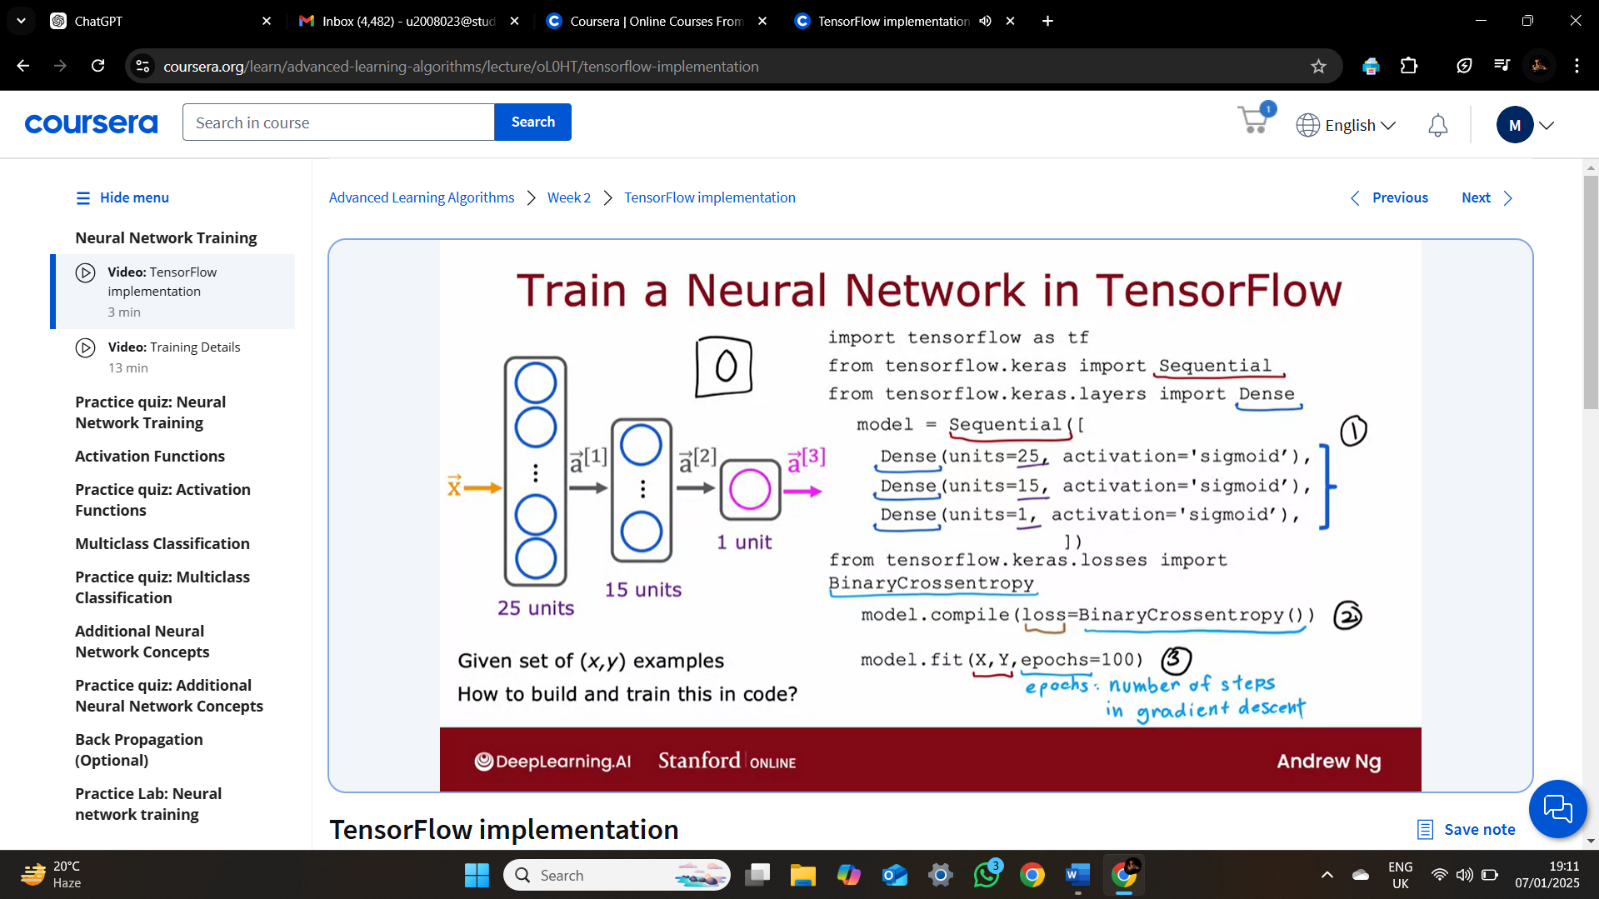 ChatGPT
Inbox (4,482) - u2008023@stud
Coursera | Online Courses From
TensorFlow implementation
coursera.org/learn/advanced-learning-algorithms/lecture/oL0HT/tensorflow-implementation
coursera
Search in course
Search
1
English
M
Hide menu
Advanced Learning Algorithms
Week 2
TensorFlow implementation
Previous
Next
Neural Network Training
Video: TensorFlow
implementation
3 min
Video: Training Details
13 min
Practice quiz: Neural
Network Training
Activation Functions
Practice quiz: Activation
Functions
Multiclass Classification
Practice quiz: Multiclass
Classification
Additional Neural
Network Concepts
Practice quiz: Additional
Neural Network Concepts
Back Propagation
(Optional)
Practice Lab: Neural
network training
Train a Neural Network in TensorFlow
0
x⃗
a⃗[1]
a⃗[2]
a⃗[3]
25 units
15 units
1 unit
Given set of (x,y) examples
How to build and train this in code?
import tensorflow as tf
from tensorflow.keras import Sequential
from tensorflow.keras.layers import Dense
model = Sequential([
Dense(units=25, activation='sigmoid’),
Dense(units=15, activation='sigmoid’),
Dense(units=1, activation='sigmoid’),
])
①
from tensorflow.keras.losses import
BinaryCrossentropy
model.compile(loss=BinaryCrossentropy()) ②
model.fit(X,Y,epochs=100) ③
epochs: number of steps
in gradient descent
DeepLearning.AI
Stanford | ONLINE
Andrew Ng
TensorFlow implementation
Save note
20°C
Haze
Search
3
ENG
UK
19:11
07/01/2025